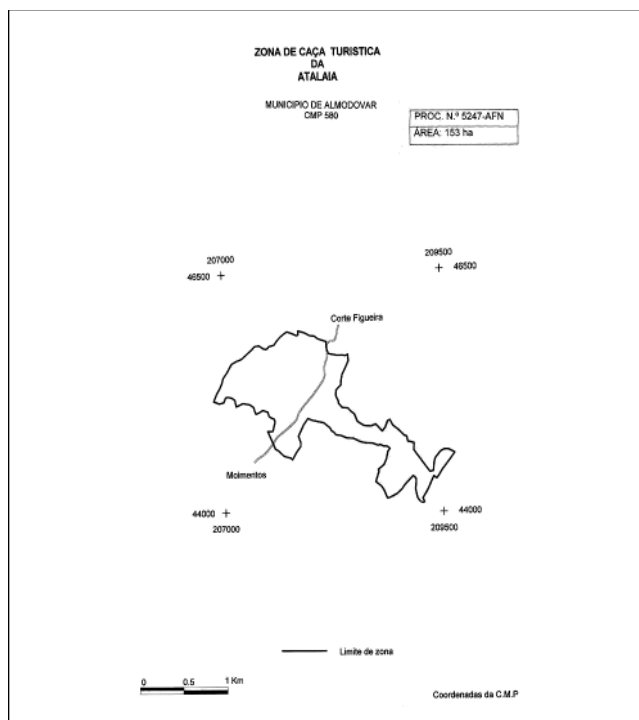 ZONA DE CAÇA TURISTICA
DA
ATALAIA
MUNICIPIO DE ALMODOVAR
CMP 580
PROC. N.º 5247-AFN
ÁREA: 153 ha
207000
46500
209500
46500
Corte Figueira
Moimentos
44000
207000
44000
209500
Limite de zona
0 0.5 1 Km
Coordenadas da C.M.P